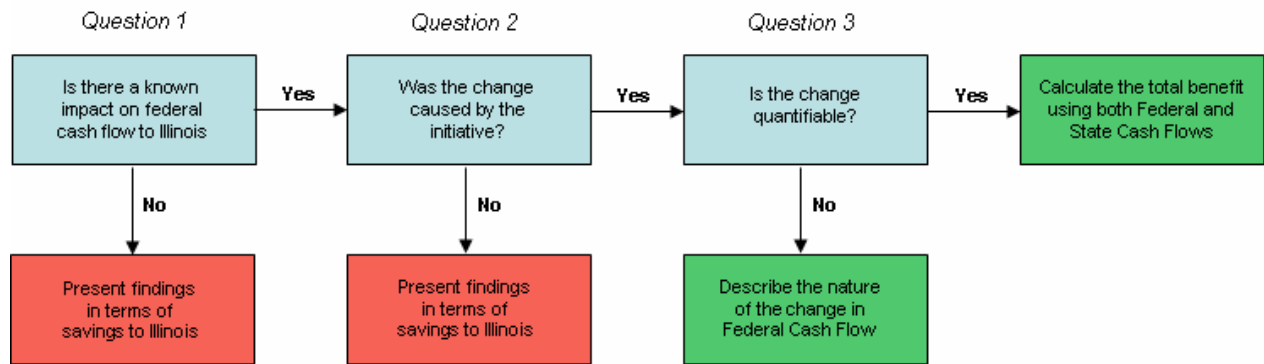 Question 1
Question 2
Question 3
Is there a known
impact on federal
cash flow to Illinois
Yes
Was the change
caused by the
initiative?
Yes
Is the change
quantifiable?
Yes
Calculate the total benefit
using both Federal and
State Cash Flows
No
No
No
Present findings
in terms of
savings to Illinois
Present findings
in terms of
savings to Illinois
Describe the nature
of the change in
Federal Cash Flow